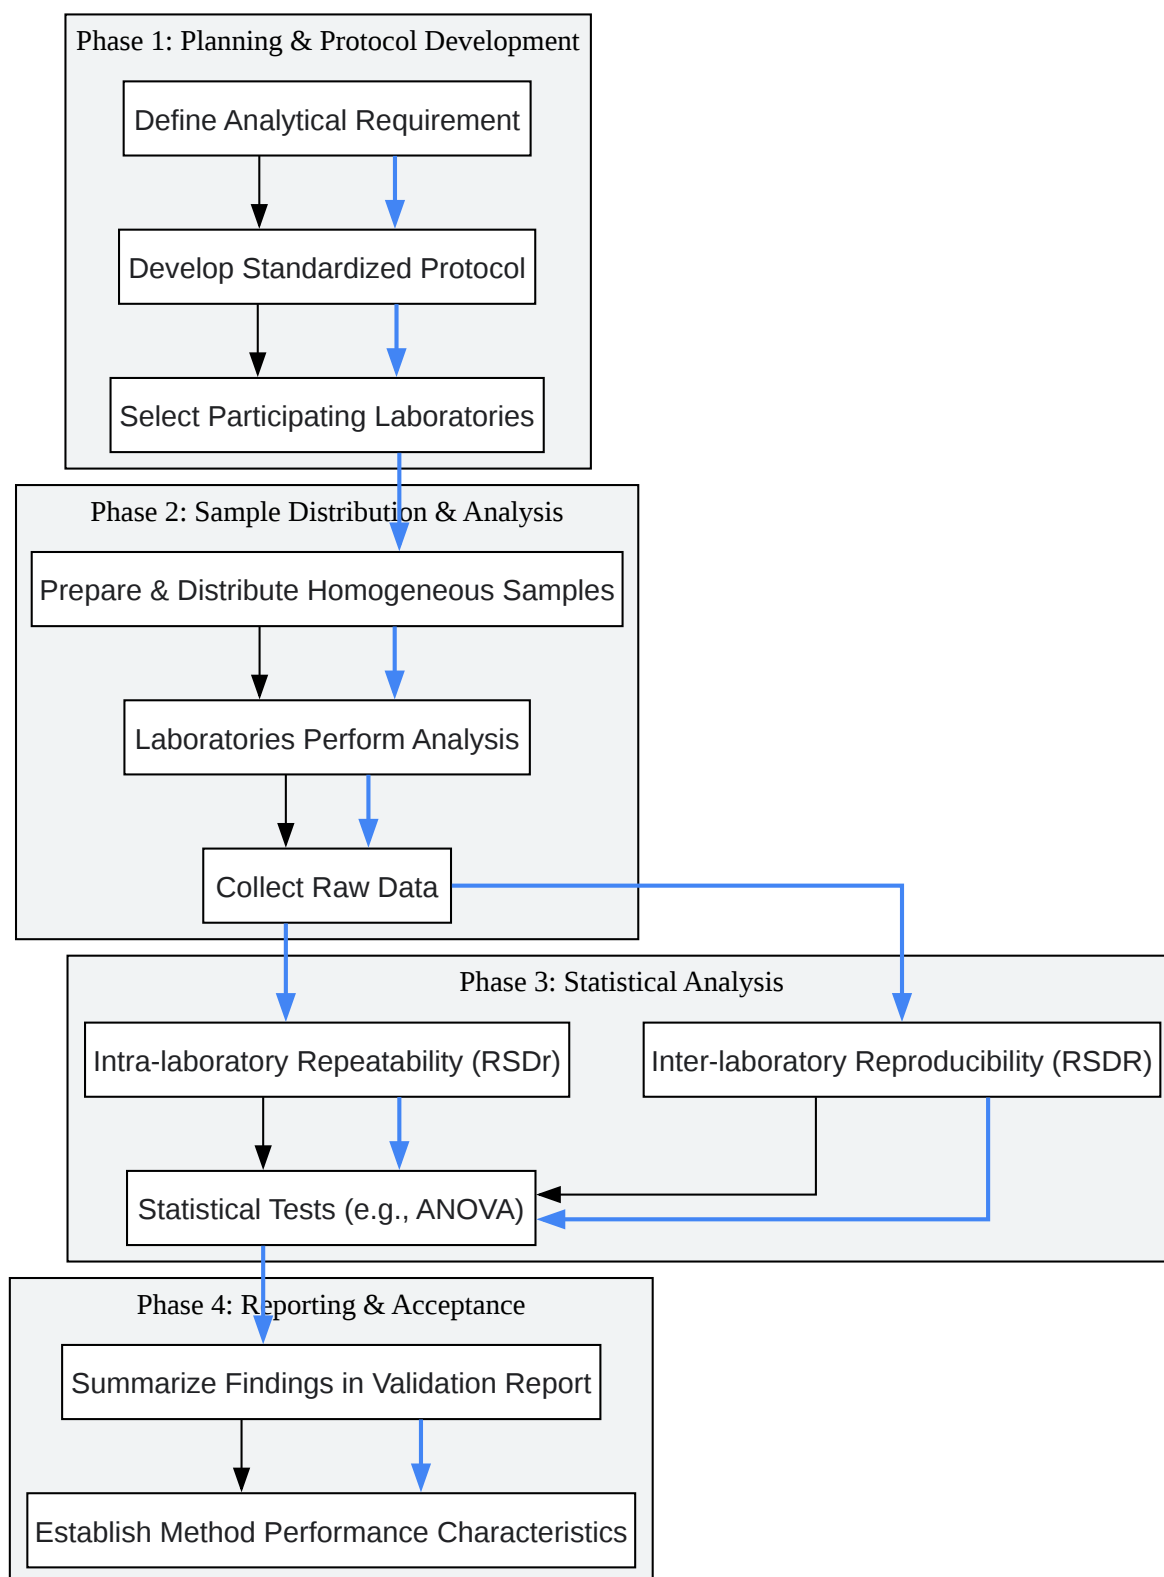 Phase 1: Planning & Protocol Development
Define Analytical Requirement
Develop Standardized Protocol
Select Participating Laboratories
Phase 2: Sample Distribution & Analysis
Prepare & Distribute Homogeneous Samples
Laboratories Perform Analysis
Collect Raw Data
Phase 3: Statistical Analysis
Intra-laboratory Repeatability (RSDr)
Inter-laboratory Reproducibility (RSDR)
Statistical Tests (e.g., ANOVA)
Phase 4: Reporting & Acceptance
Summarize Findings in Validation Report
Establish Method Performance Characteristics